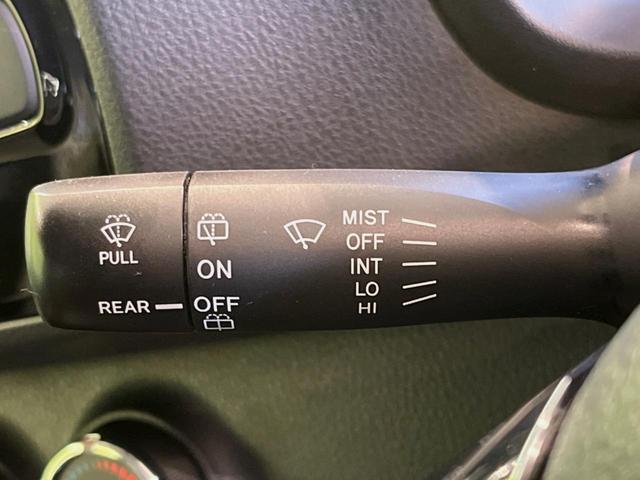 PULL
REAR
ON
OFF
MIST
OFF
INT
LO
HI